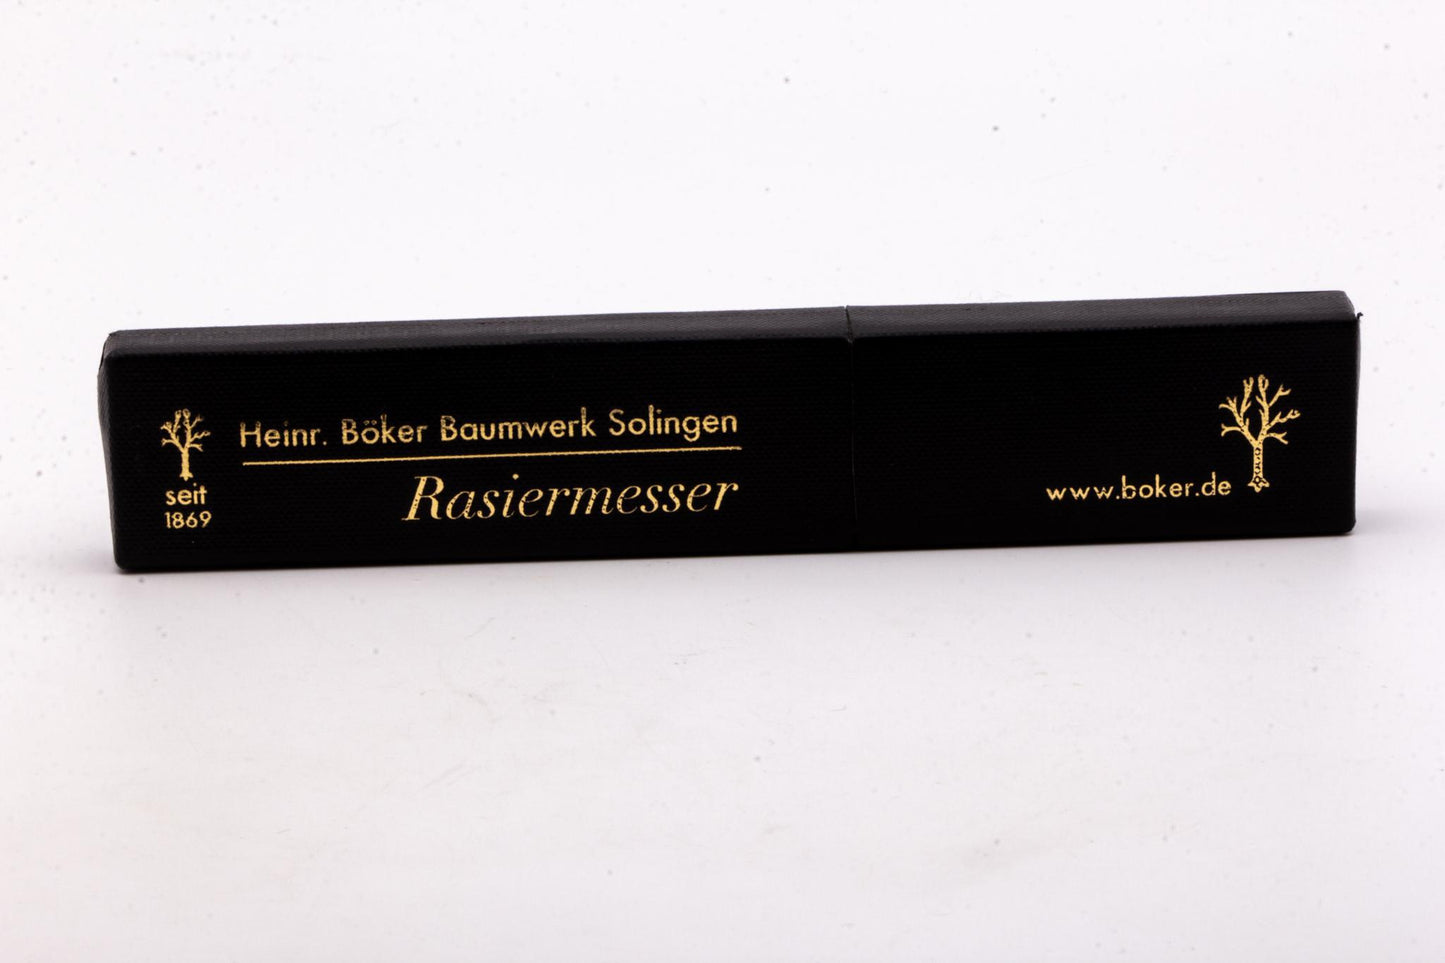 Heinr. Böker Baumwerk Solingen
Rasiermesser
seit
1869
www.boker.de